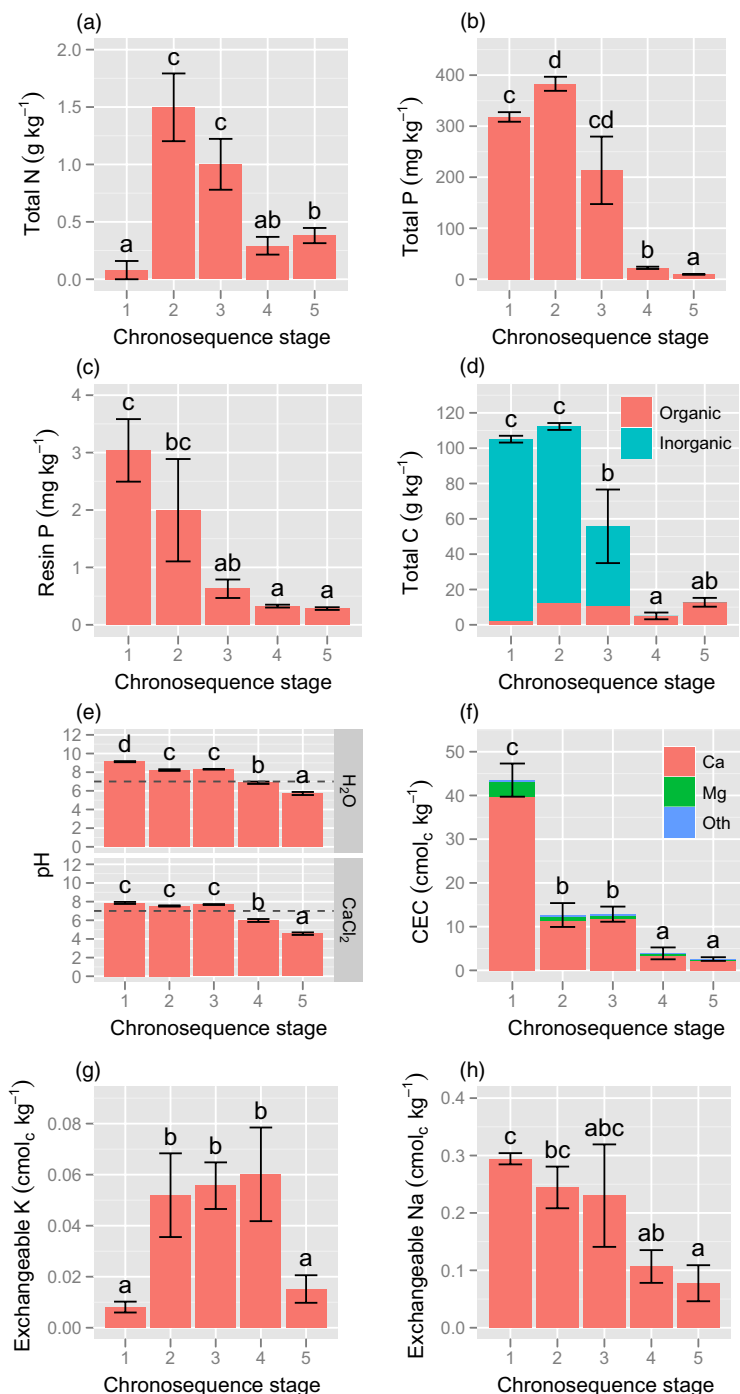 (a)
Total N (g kg⁻¹)
2.0
1.5
1.0
0.5
0.0
a
c
c
ab
b
1 2 3 4 5
Chronosequence stage
(b)
Total P (mg kg⁻¹)
400
300
200
100
0
c
d
cd
b
a
1 2 3 4 5
Chronosequence stage
(c)
Resin P (mg kg⁻¹)
4
3
2
1
0
c
bc
ab
a
a
1 2 3 4 5
Chronosequence stage
(d)
Total C (g kg⁻¹)
120
100
80
60
40
20
0
c
c
b
a
ab
Organic
Inorganic
1 2 3 4 5
Chronosequence stage
(e)
pH
12
10
8
6
4
2
0
d
c
c
b
a
H₂O
12
10
8
6
4
2
0
c
c
c
b
a
CaCl₂
1 2 3 4 5
Chronosequence stage
(f)
CEC (cmol꜀ kg⁻¹)
50
40
30
20
10
0
c
b
b
a
a
Ca
Mg
Oth
1 2 3 4 5
Chronosequence stage
(g)
Exchangeable K (cmol꜀ kg⁻¹)
0.08
0.06
0.04
0.02
0.00
a
b
b
b
a
1 2 3 4 5
Chronosequence stage
(h)
Exchangeable Na (cmol꜀ kg⁻¹)
0.4
0.3
0.2
0.1
0.0
c
bc
abc
ab
a
1 2 3 4 5
Chronosequence stage